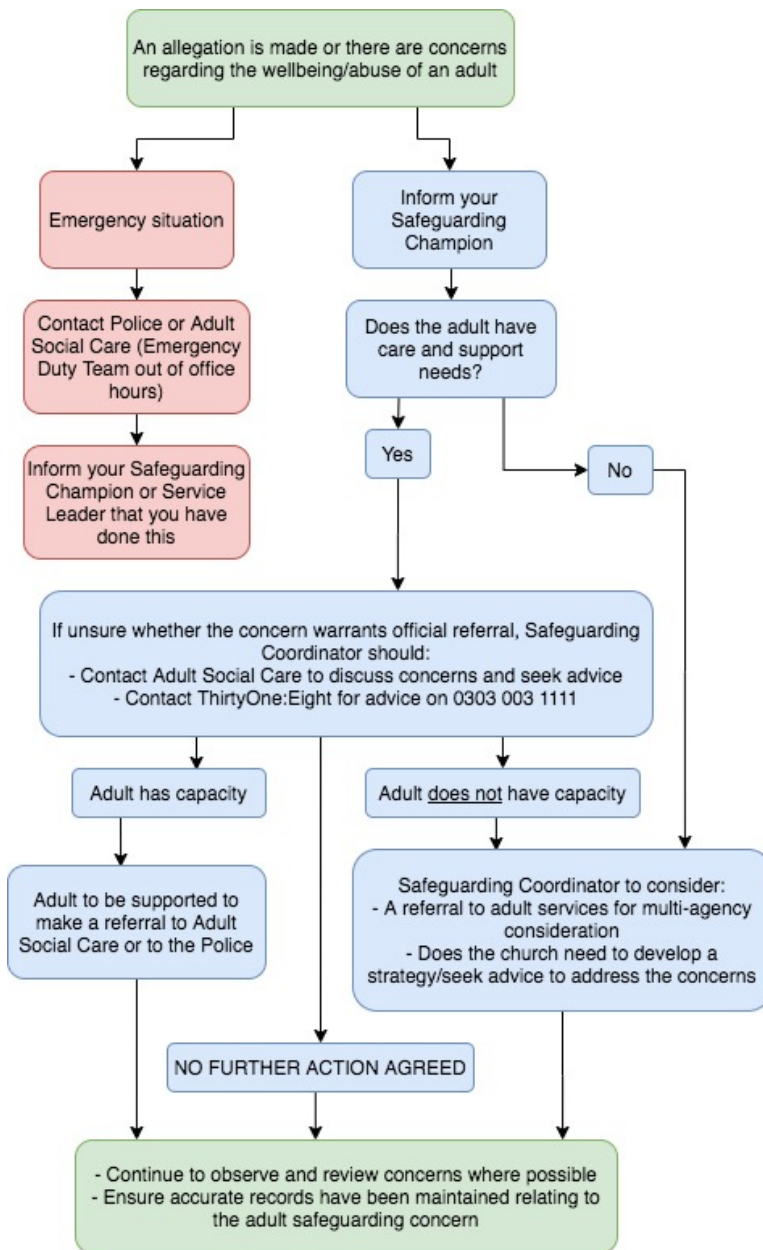 An allegation is made or there are concerns
regarding the wellbeing/abuse of an adult
Emergency situation
Inform your
Safeguarding
Champion
Contact Police or Adult
Social Care (Emergency
Duty Team out of office
hours)
Does the adult have
care and support
needs?
Inform your Safeguarding
Champion or Service
Leader that you have
done this
Yes
No
If unsure whether the concern warrants official referral, Safeguarding
Coordinator should:
- Contact Adult Social Care to discuss concerns and seek advice
- Contact ThirtyOne:Eight for advice on 0303 003 1111
Adult has capacity
Adult does not have capacity
Adult to be supported to
make a referral to Adult
Social Care or to the Police
Safeguarding Coordinator to consider:
- A referral to adult services for multi-agency
consideration
- Does the church need to develop a
strategy/seek advice to address the concerns
NO FURTHER ACTION AGREED
- Continue to observe and review concerns where possible
- Ensure accurate records have been maintained relating to
the adult safeguarding concern